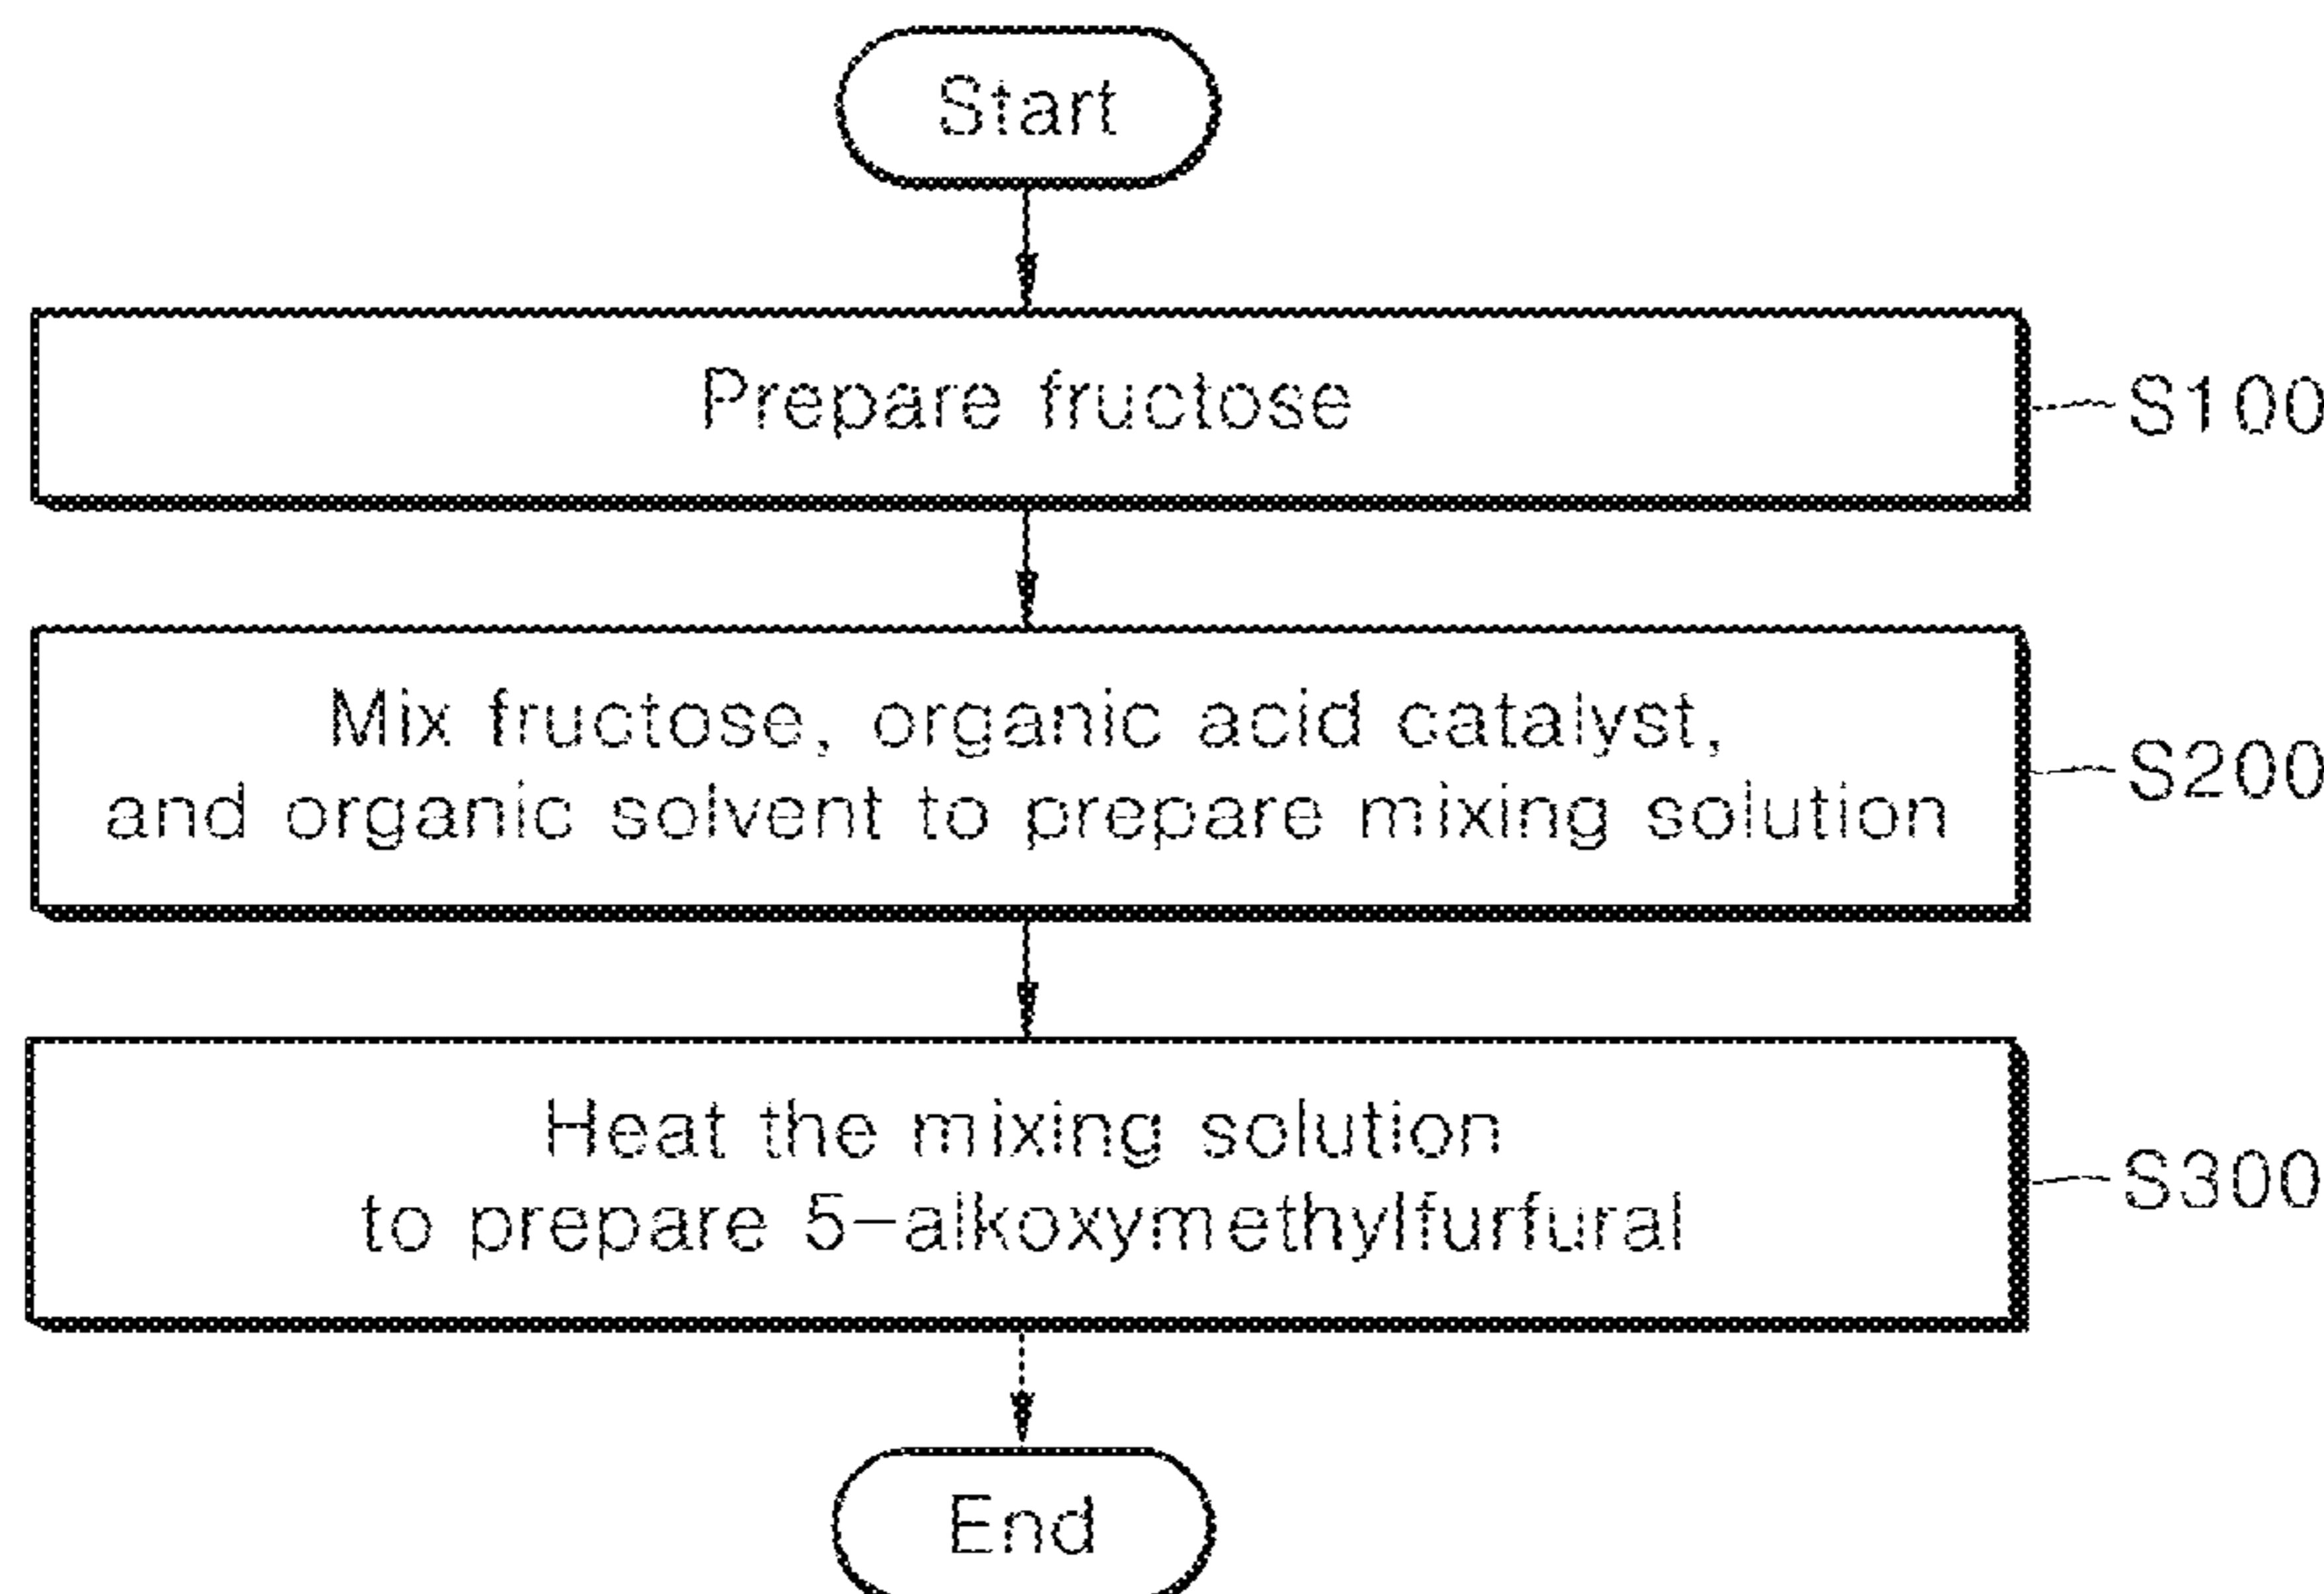 Start
Prepare fructose
S100
Mix fructose, organic acid catalyst,
and organic solvent to prepare mixing solution
S200
Heat the mixing solution
to prepare 5-alkoxymethylfurfural
S300
End